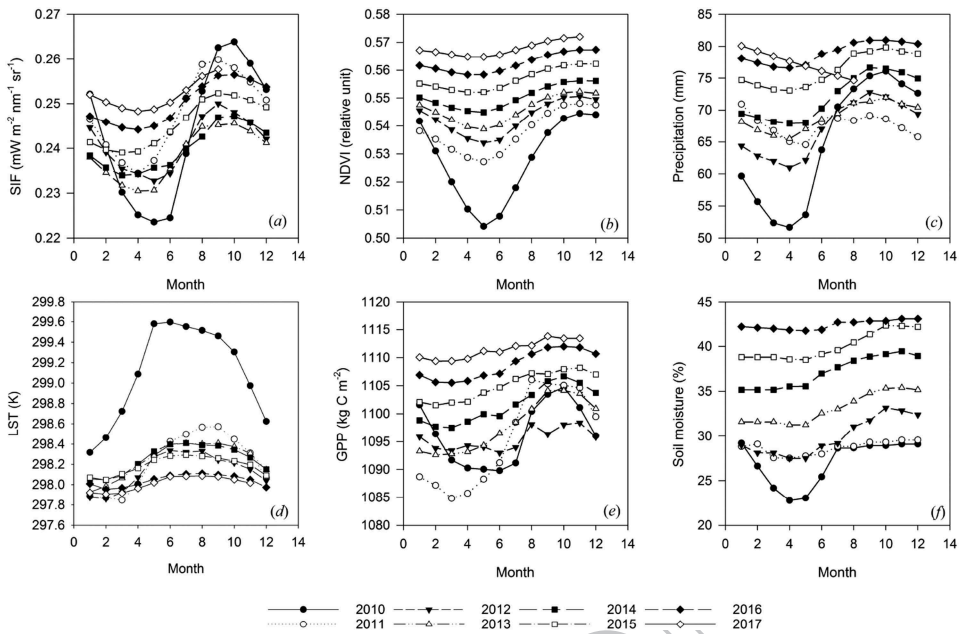 SIF (mW m⁻² nm⁻¹ sr⁻¹)
0.27
0.26
0.25
0.24
0.23
0.22
0 2 4 6 8 10 12 14
Month
(a)
NDVI (relative unit)
0.58
0.57
0.56
0.55
0.54
0.53
0.52
0.51
0.50
0 2 4 6 8 10 12 14
Month
(b)
Precipitation (mm)
85
80
75
70
65
60
55
50
0 2 4 6 8 10 12 14
Month
(c)
LST (K)
299.8
299.6
299.4
299.2
299.0
298.8
298.6
298.4
298.2
298.0
297.8
297.6
0 2 4 6 8 10 12 14
Month
(d)
GPP (kg C m⁻²)
1120
1115
1110
1105
1100
1095
1090
1085
1080
0 2 4 6 8 10 12 14
Month
(e)
Soil moisture (%)
45
40
35
30
25
20
0 2 4 6 8 10 12 14
Month
(f)
2010 2012 2014 2016
2011 2013 2015 2017